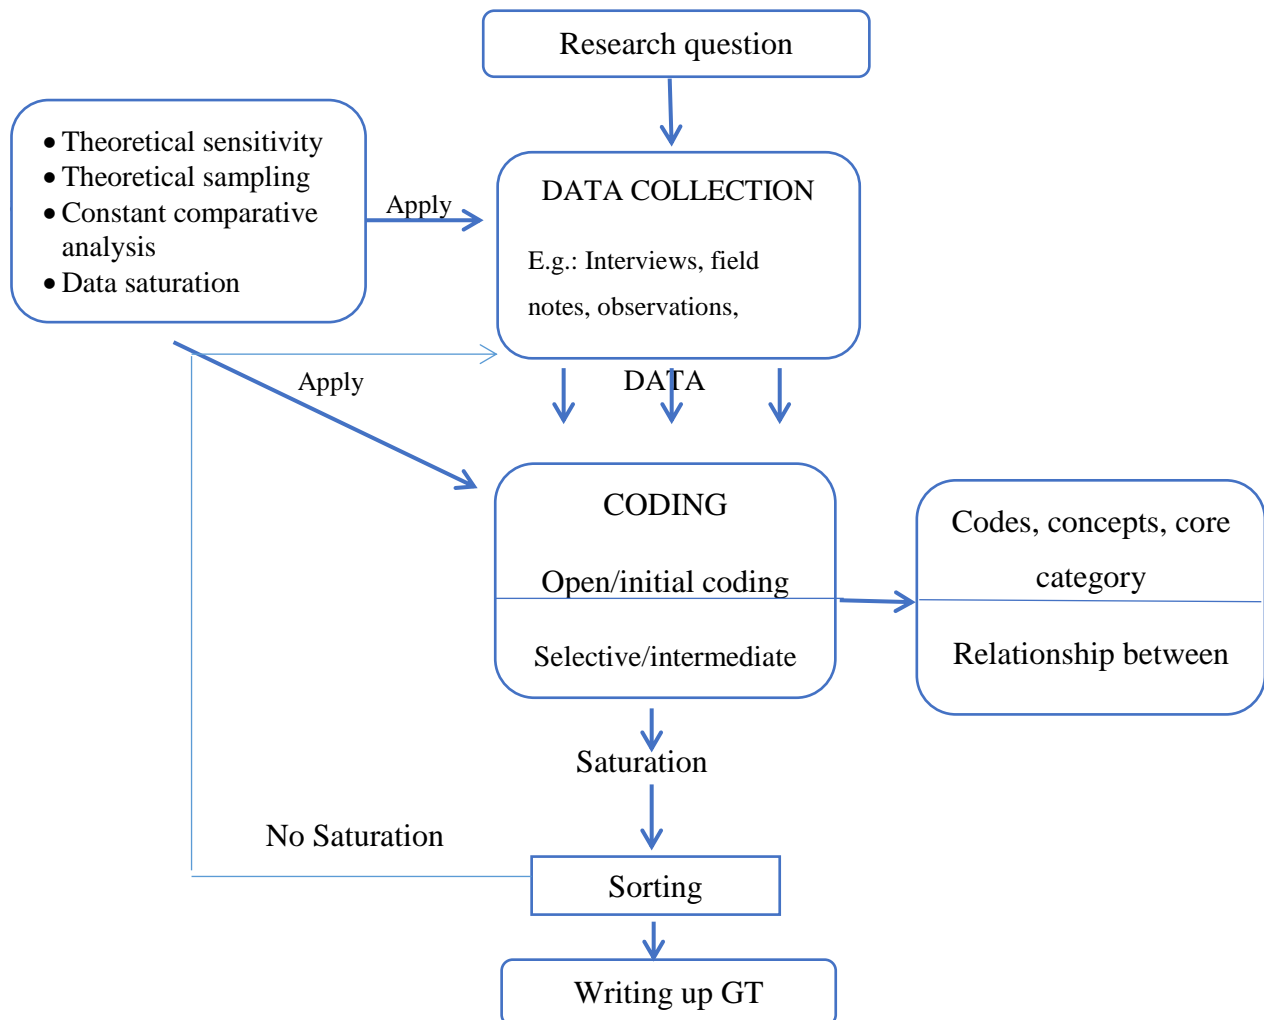 Research question
• Theoretical sensitivity
• Theoretical sampling
• Constant comparative
analysis
• Data saturation
Apply
DATA COLLECTION
E.g.: Interviews, field
notes, observations,
Apply
DATA
CODING
Open/initial coding
Selective/intermediate
Codes, concepts, core
category
Relationship between
Saturation
No Saturation
Sorting
Writing up GT